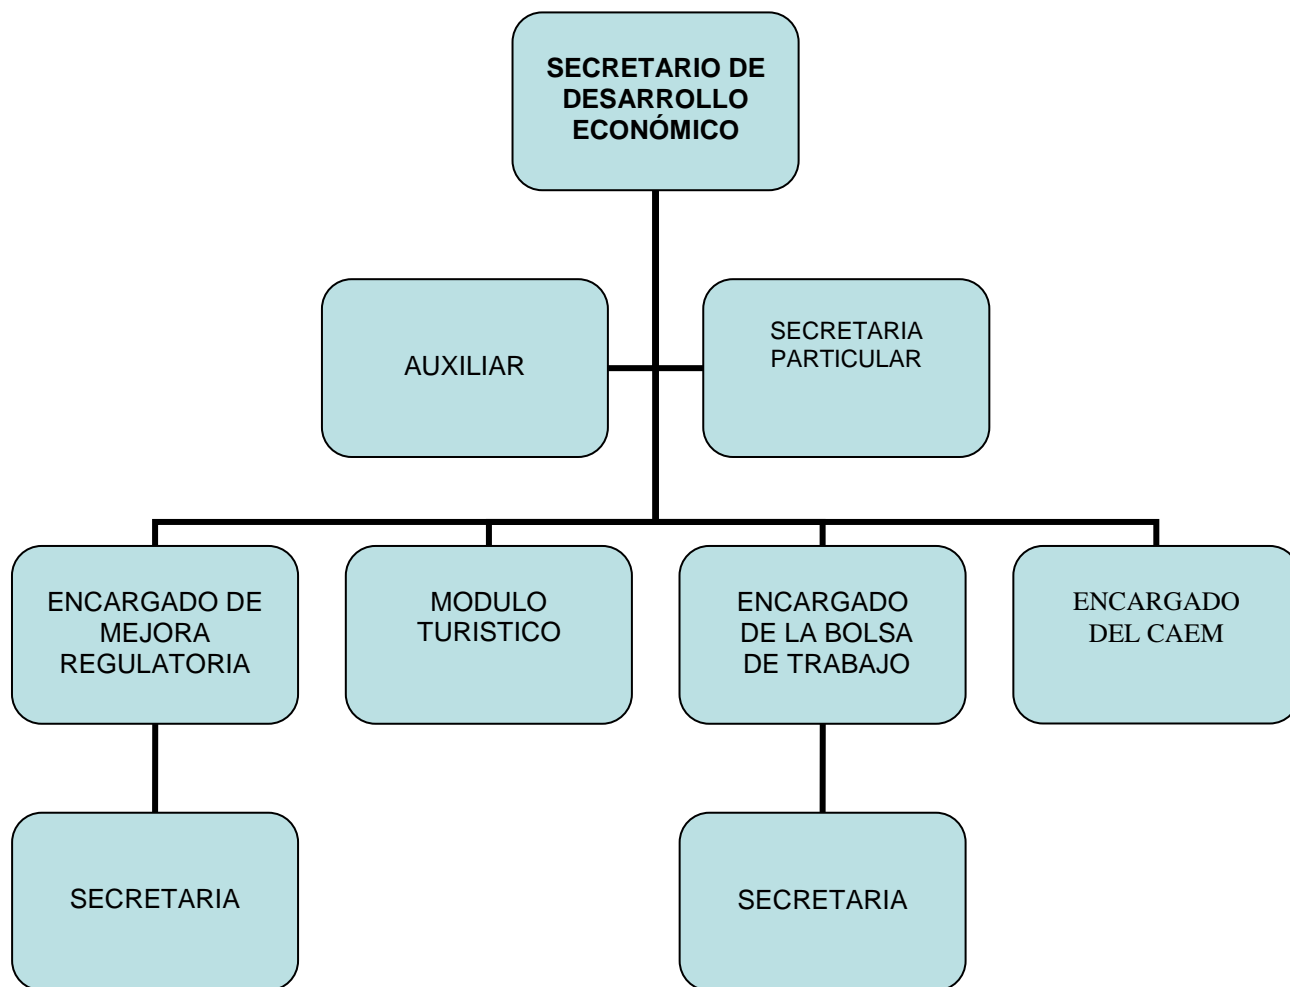 SECRETARIO DE
DESARROLLO
ECONÓMICO
AUXILIAR
SECRETARIA
PARTICULAR
ENCARGADO DE
MEJORA
REGULATORIA
MODULO
TURISTICO
ENCARGADO
DE LA BOLSA
DE TRABAJO
ENCARGADO
DEL CAEM
SECRETARIA
SECRETARIA